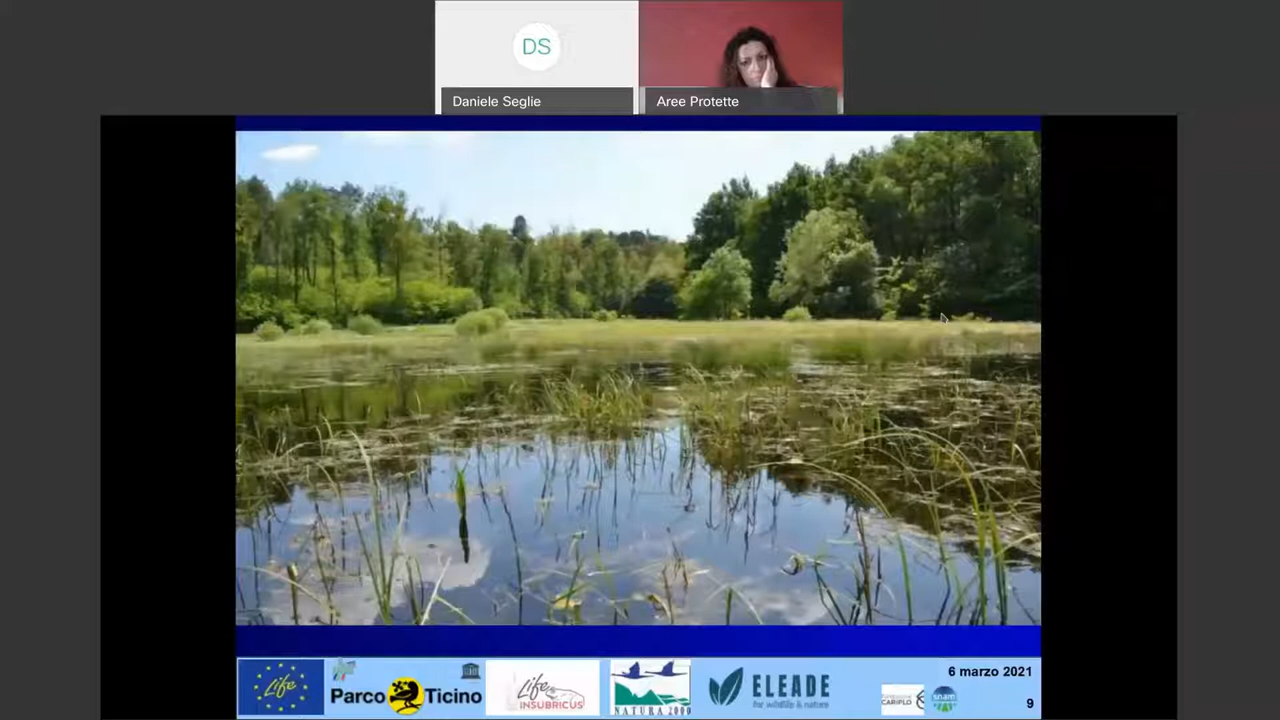 DS
Daniele Seglie
Aree Protette
Life
Parco Ticino
Life
INSUBRICUS
NATURA 2000
ELEADE
for wildlife & nature
CARIPLO
snam
6 marzo 2021
9